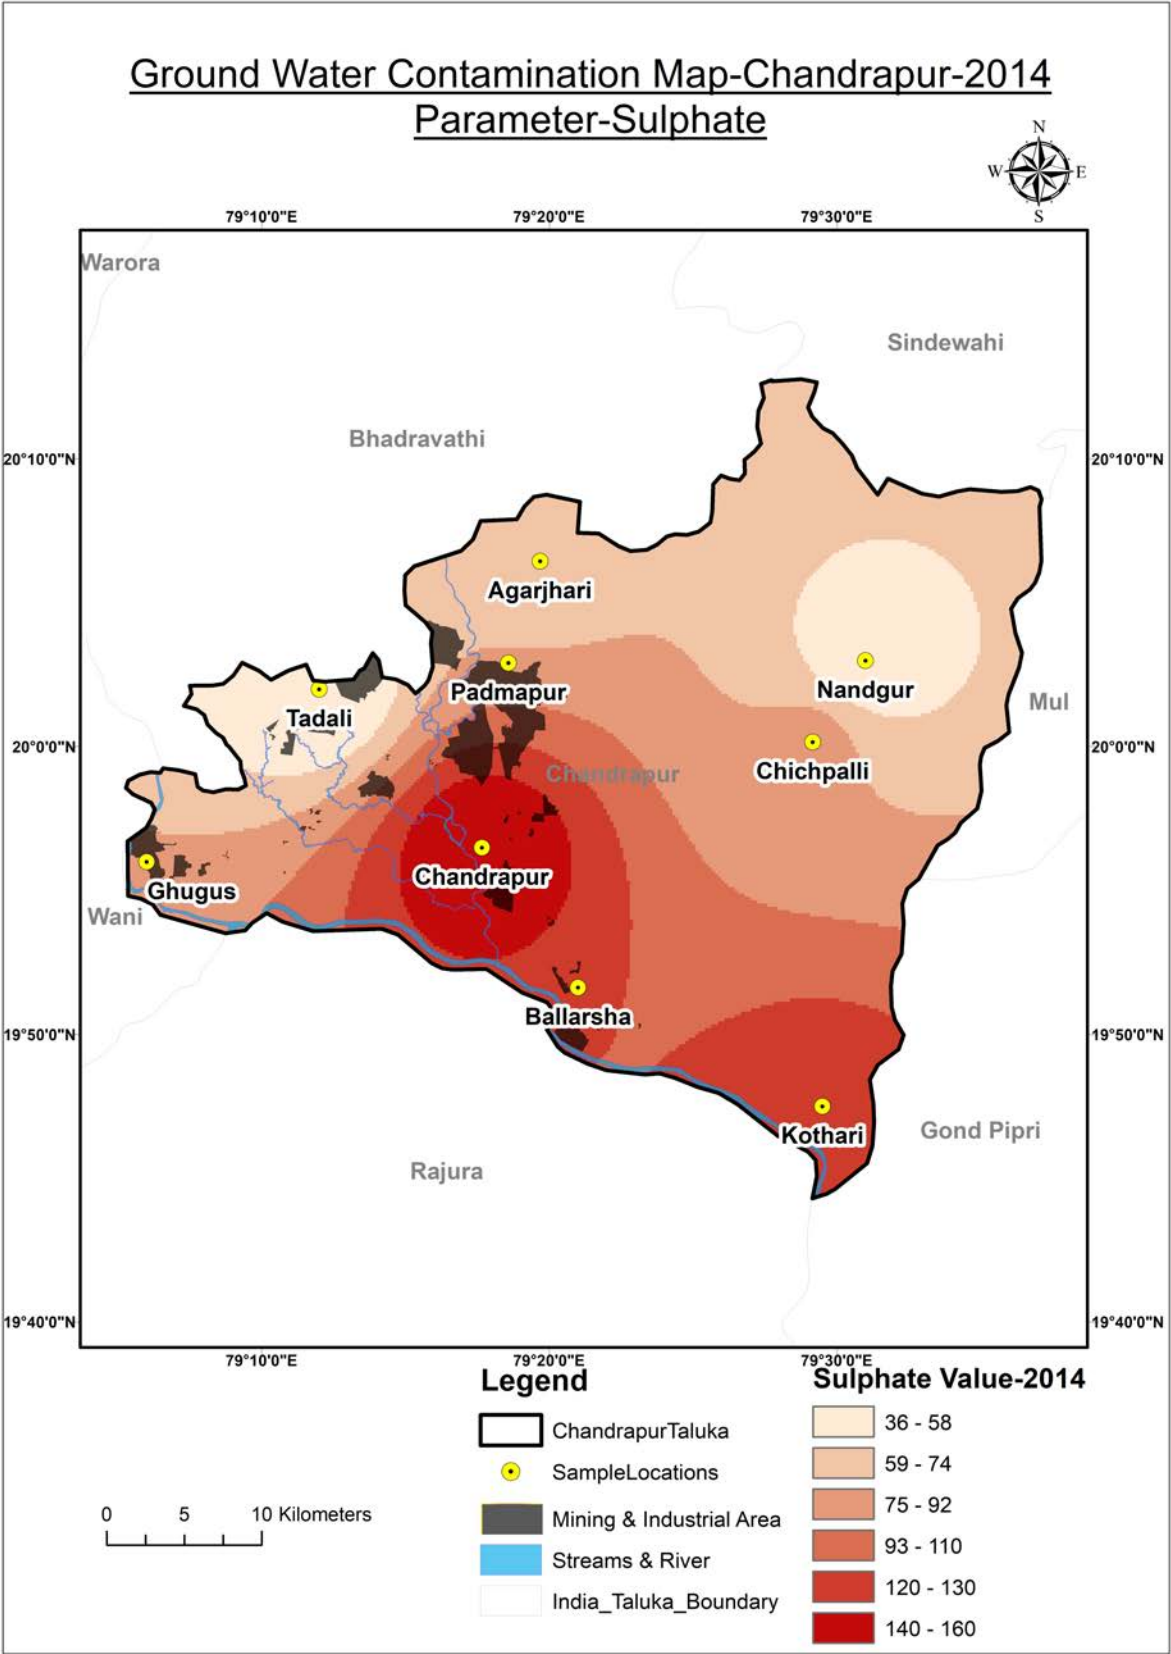 Ground Water Contamination Map-Chandrapur-2014
Parameter-Sulphate
N
W E
S
79°10'0"E 79°20'0"E 79°30'0"E
Warora
Sindewahi
Bhadravathi
20°10'0"N 20°10'0"N
Agarjhari
Padmapur
Nandgur
Mul
Tadali
20°0'0"N 20°0'0"N
Chichpalli
Chandrapur
Chandrapur
Ghugus
Wani
Ballarsha
19°50'0"N 19°50'0"N
Kothari
Gond Pipri
Rajura
19°40'0"N 19°40'0"N
79°10'0"E 79°20'0"E 79°30'0"E
Legend
ChandrapurTaluka
SampleLocations
Mining & Industrial Area
Streams & River
India_Taluka_Boundary
Sulphate Value-2014
36 - 58
59 - 74
75 - 92
93 - 110
120 - 130
140 - 160
0 5 10 Kilometers